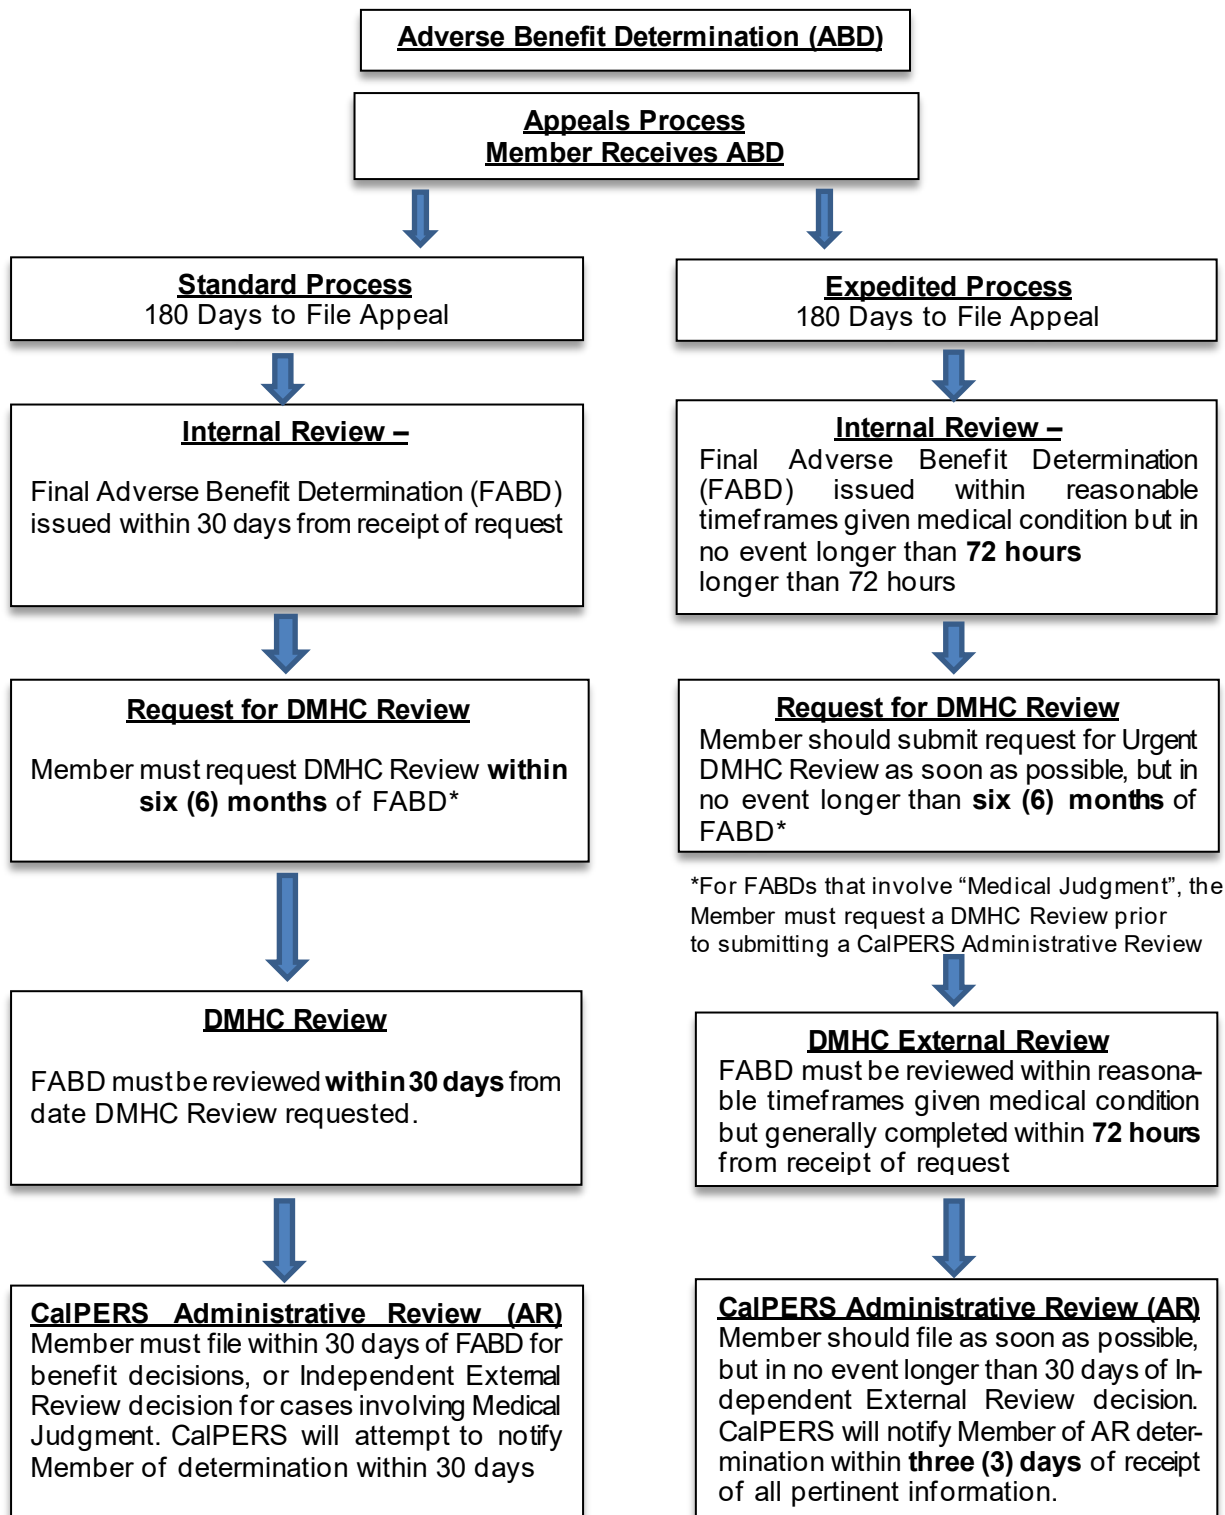 Adverse Benefit Determination (ABD)
Appeals Process
Member Receives ABD
Standard Process
180 Days to File Appeal
Internal Review –
Final Adverse Benefit Determination (FABD)
issued within 30 days from receipt of request
Request for DMHC Review
Member must request DMHC Review within
six (6) months of FABD*
DMHC Review
FABD must be reviewed within 30 days from
date DMHC Review requested.
CalPERS Administrative Review (AR)
Member must file within 30 days of FABD for
benefit decisions, or Independent External
Review decision for cases involving Medical
Judgment. CalPERS will attempt to notify
Member of determination within 30 days
Expedited Process
180 Days to File Appeal
Internal Review –
Final Adverse Benefit Determination
(FABD) issued within reasonable
timeframes given medical condition but in
no event longer than 72 hours
longer than 72 hours
Request for DMHC Review
Member should submit request for Urgent
DMHC Review as soon as possible, but in
no event longer than six (6) months of
FABD*
*For FABDs that involve “Medical Judgment”, the
Member must request a DMHC Review prior
to submitting a CalPERS Administrative Review
DMHC External Review
FABD must be reviewed within reasona-
ble timeframes given medical condition
but generally completed within 72 hours
from receipt of request
CalPERS Administrative Review (AR)
Member should file as soon as possible,
but in no event longer than 30 days of In-
dependent External Review decision.
CalPERS will notify Member of AR deter-
mination within three (3) days of receipt
of all pertinent information.